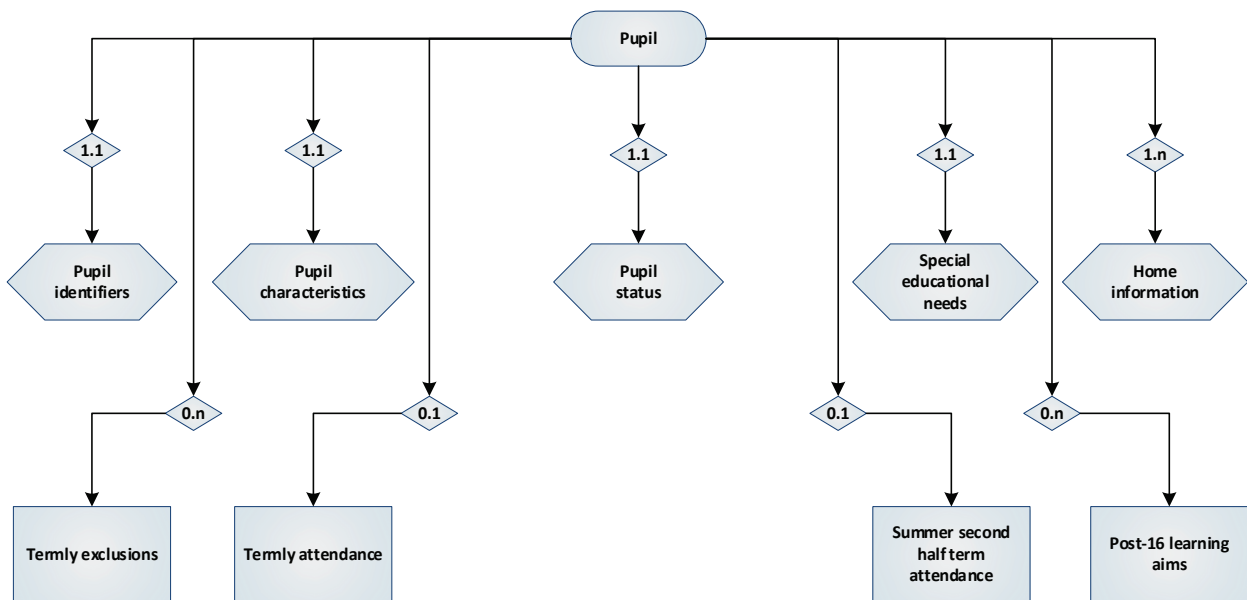 Pupil
1.1
1.1
1.1
1.1
1.n
Pupil
identifiers
Pupil
characteristics
Pupil
status
Special
educational
needs
Home
information
0.n
0.1
0.1
0.n
Termly exclusions
Termly attendance
Summer second
half term
attendance
Post-16 learning
aims